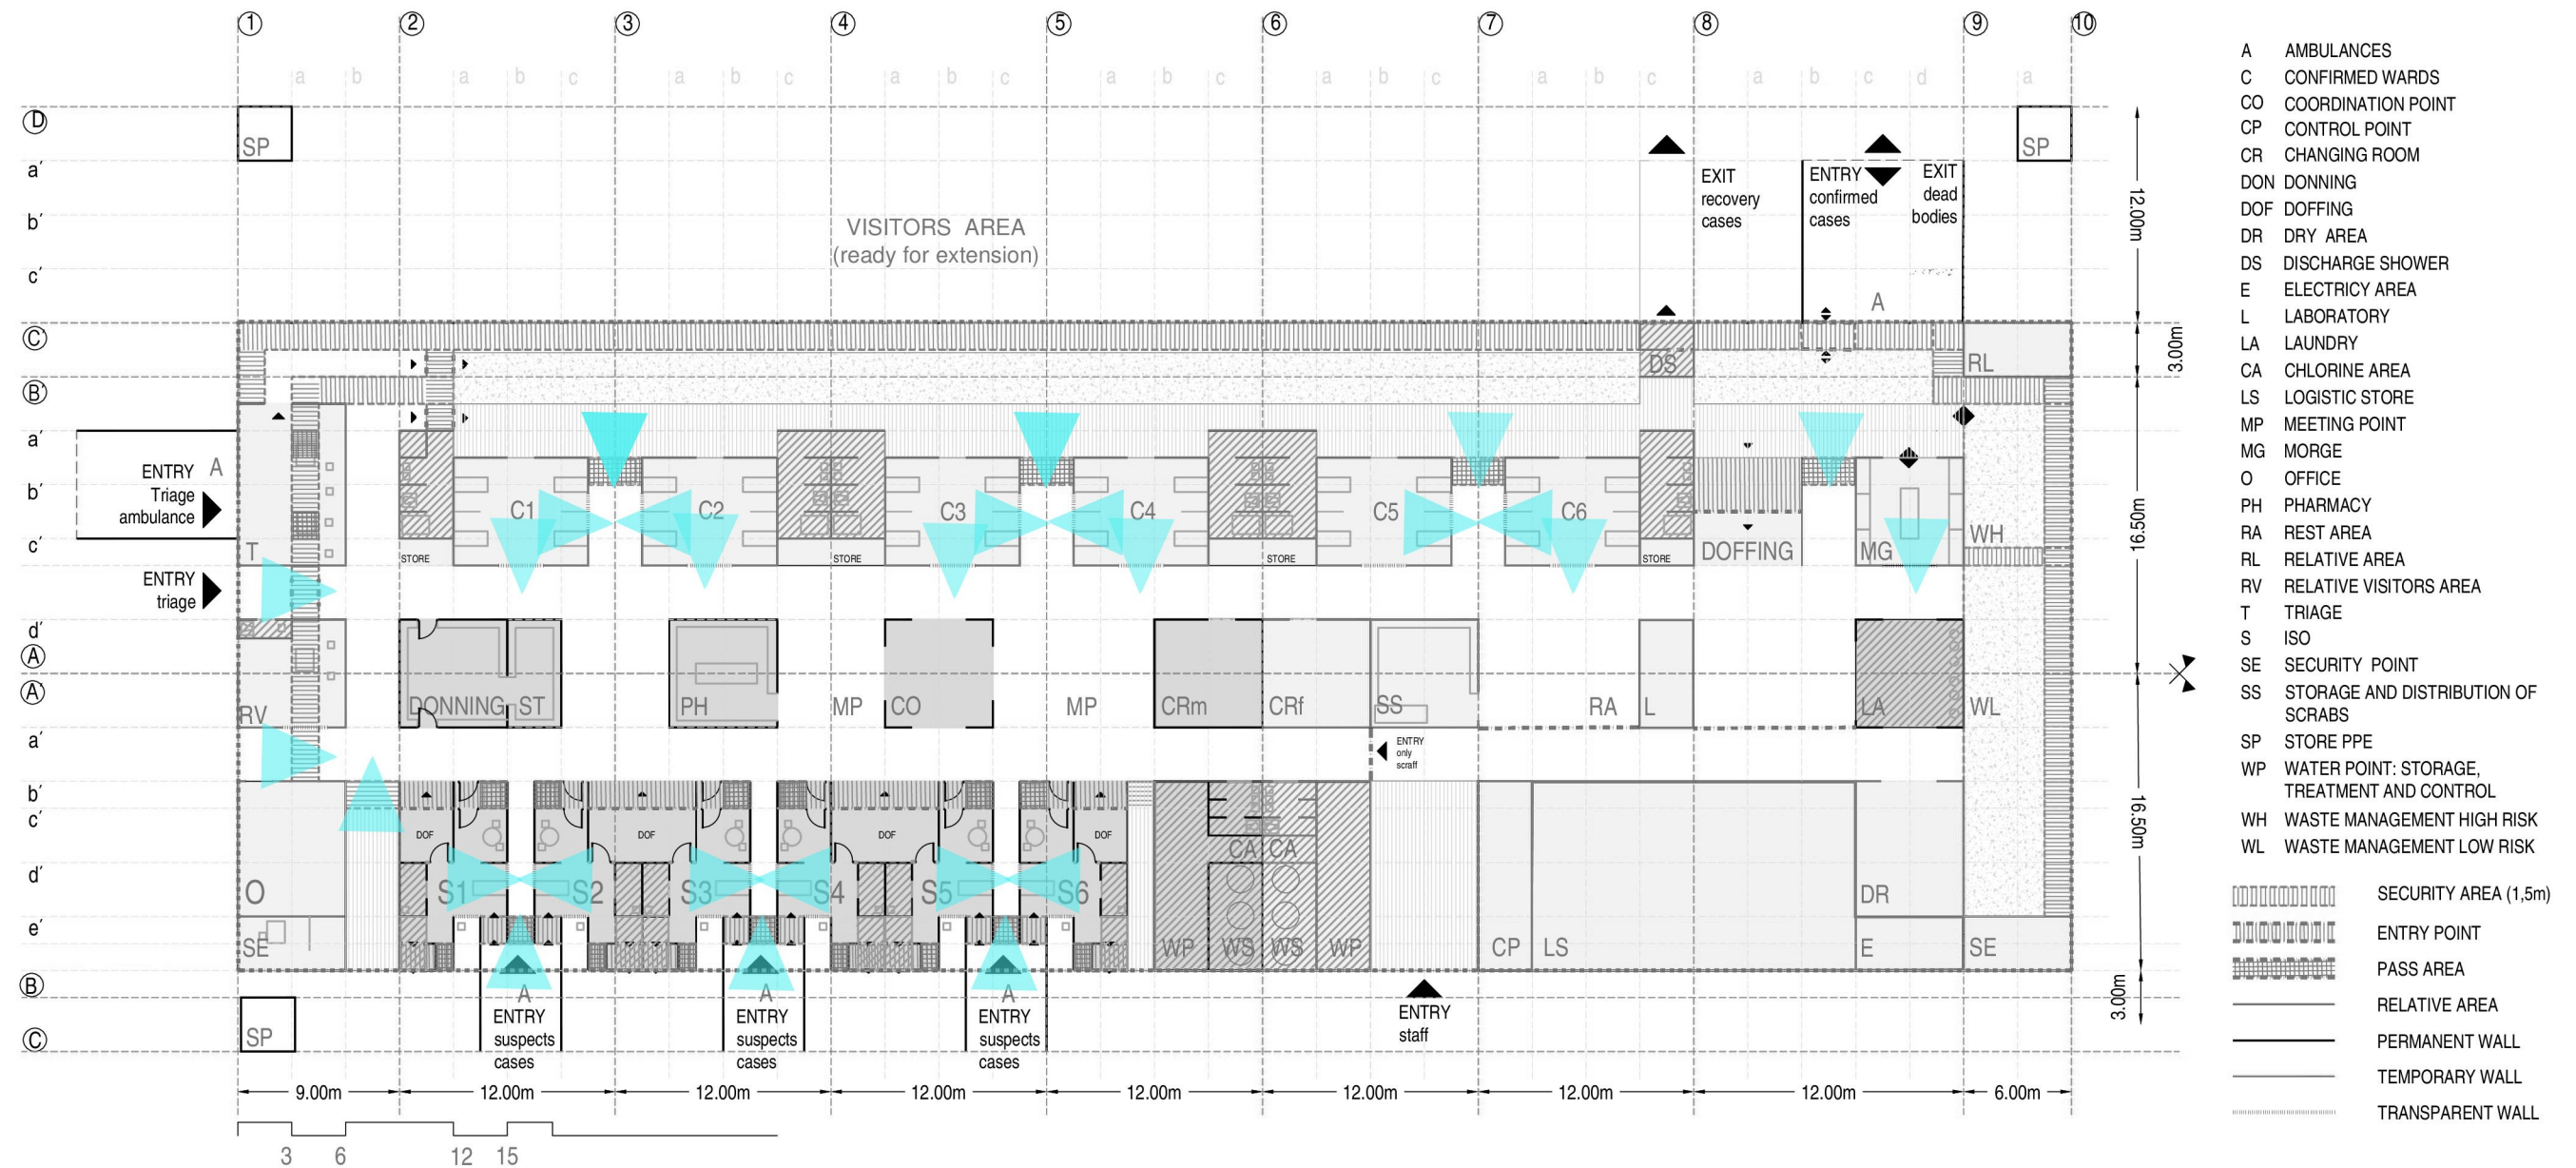 1 2 3 4 5 6 7 8 9 10
a b a b c a b c a b c a b c a b c a b c a b c d a
D
SP
SP
a'
EXIT
recovery
cases
ENTRY
confirmed
cases
EXIT
dead
bodies
b'
VISITORS AREA
(ready for extension)
c'
A
C
DS
RL
B'
a'
ENTRY A
Triage
ambulance
b'
C1 C2 C3 C4 C5 C6
c'
T
STORE
STORE
STORE
STORE
DOFFING
MG
WH
ENTRY
triage
d'
A
A'
RV
DONNING ST PH MP CO MP CRm CRf SS RA L LA WL
a'
ENTRY
only
scraff
b'
c'
DOF DOF DOF DOF
CA CA
d'
O
S1 S2 S3 S4 S5 S6
DR
e'
SE
WP WS WS WP
CP LS E SE
B
A A A
C
SP
ENTRY
suspects
cases
ENTRY
suspects
cases
ENTRY
suspects
cases
ENTRY
staff
9.00m 12.00m 12.00m 12.00m 12.00m 12.00m 12.00m 12.00m 6.00m
3 6 12 15
12.00m
3.00m
16.50m
16.50m
3.00m
A AMBULANCES
C CONFIRMED WARDS
CO COORDINATION POINT
CP CONTROL POINT
CR CHANGING ROOM
DON DONNING
DOF DOFFING
DR DRY AREA
DS DISCHARGE SHOWER
E ELECTRICY AREA
L LABORATORY
LA LAUNDRY
CA CHLORINE AREA
LS LOGISTIC STORE
MP MEETING POINT
MG MORGE
O OFFICE
PH PHARMACY
RA REST AREA
RL RELATIVE AREA
RV RELATIVE VISITORS AREA
T TRIAGE
S ISO
SE SECURITY POINT
SS STORAGE AND DISTRIBUTION OF
SCRABS
SP STORE PPE
WP WATER POINT: STORAGE,
TREATMENT AND CONTROL
WH WASTE MANAGEMENT HIGH RISK
WL WASTE MANAGEMENT LOW RISK
SECURITY AREA (1,5m)
ENTRY POINT
PASS AREA
RELATIVE AREA
PERMANENT WALL
TEMPORARY WALL
TRANSPARENT WALL